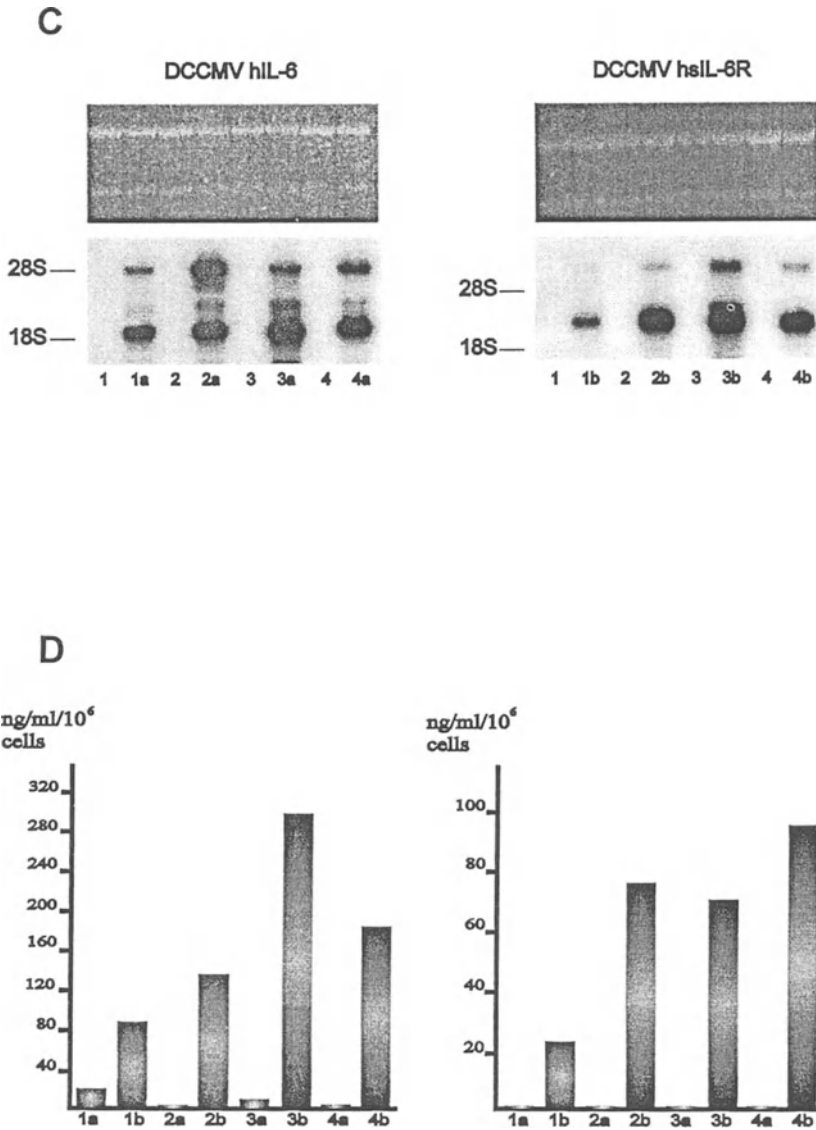 C
DCCMV hIL-6
DCCMV hsIL-6R
28S
18S
1 1a 2 2a 3 3a 4 4a
28S
18S
1 1b 2 2b 3 3b 4 4b
D
ng/ml/10⁶
cells
320
280
240
200
160
120
80
40
1a 1b 2a 2b 3a 3b 4a 4b
ng/ml/10⁶
cells
100
80
60
40
20
1a 1b 2a 2b 3a 3b 4a 4b